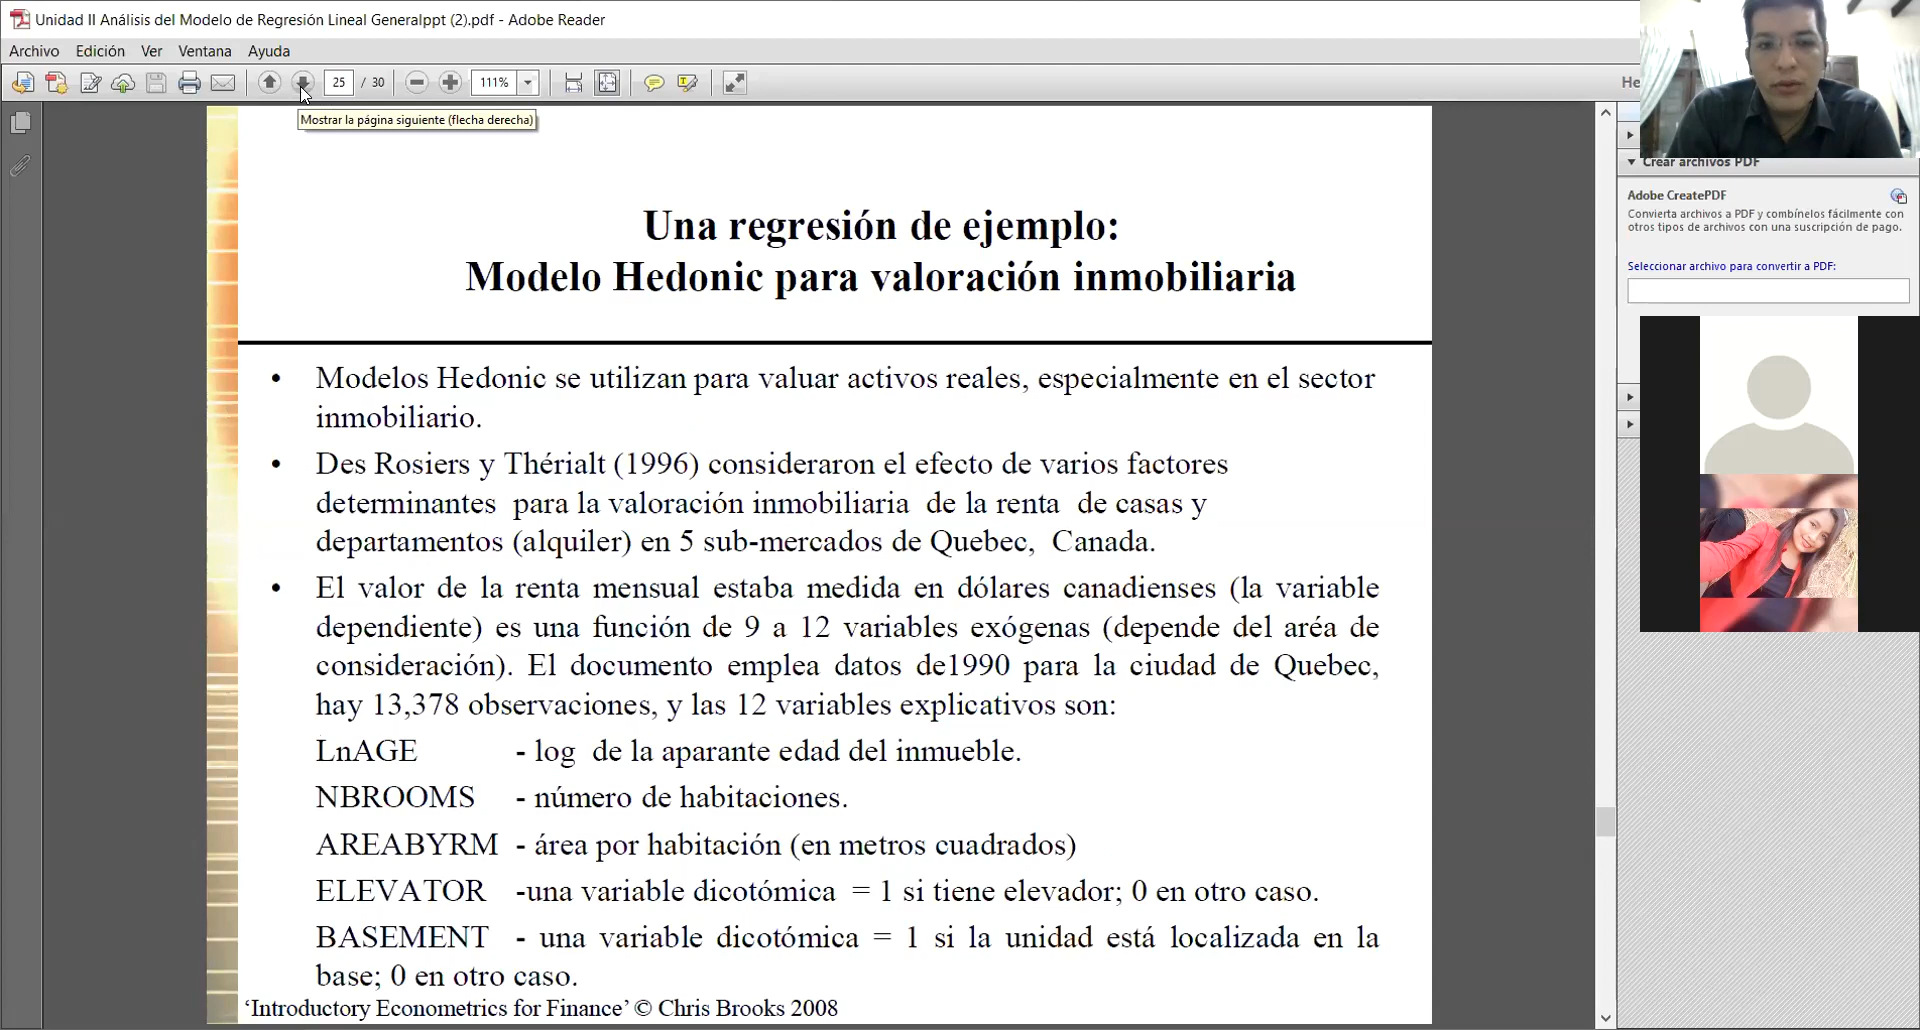 Unidad II Análisis del Modelo de Regresión Lineal Generalppt (2).pdf - Adobe Reader
Archivo Edición Ver Ventana Ayuda
25 / 30 111%
He
Mostrar la página siguiente (flecha derecha)
Una regresión de ejemplo:
Modelo Hedonic para valoración inmobiliaria
• Modelos Hedonic se utilizan para valuar activos reales, especialmente en el sector
inmobiliario.
• Des Rosiers y Thérialt (1996) consideraron el efecto de varios factores
determinantes para la valoración inmobiliaria de la renta de casas y
departamentos (alquiler) en 5 sub-mercados de Quebec, Canada.
• El valor de la renta mensual estaba medida en dólares canadienses (la variable
dependiente) es una función de 9 a 12 variables exógenas (depende del aréa de
consideración). El documento emplea datos de1990 para la ciudad de Quebec,
hay 13,378 observaciones, y las 12 variables explicativos son:
LnAGE - log de la aparante edad del inmueble.
NBROOMS - número de habitaciones.
AREABYRM - área por habitación (en metros cuadrados)
ELEVATOR -una variable dicotómica = 1 si tiene elevador; 0 en otro caso.
BASEMENT - una variable dicotómica = 1 si la unidad está localizada en la
base; 0 en otro caso.
‘Introductory Econometrics for Finance’ © Chris Brooks 2008
Crear archivos PDF
Adobe CreatePDF
Convierta archivos a PDF y combínelos fácilmente con
otros tipos de archivos con una suscripción de pago.
Seleccionar archivo para convertir a PDF: